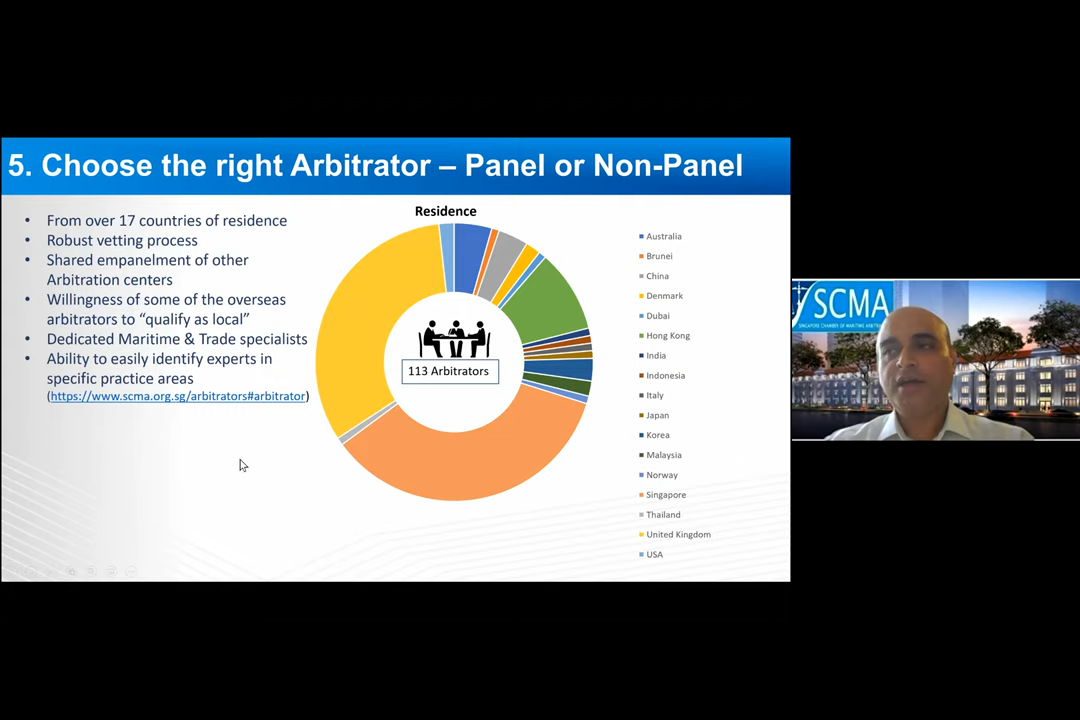 5. Choose the right Arbitrator – Panel or Non-Panel
• From over 17 countries of residence
• Robust vetting process
• Shared empanelment of other
Arbitration centers
• Willingness of some of the overseas
arbitrators to “qualify as local”
• Dedicated Maritime & Trade specialists
• Ability to easily identify experts in
specific practice areas
(https://www.scma.org.sg/arbitrators#arbitrator)
Residence
113 Arbitrators
Australia
Brunei
China
Denmark
Dubai
Hong Kong
India
Indonesia
Italy
Japan
Korea
Malaysia
Norway
Singapore
Thailand
United Kingdom
USA
SCMA
SINGAPORE CHAMBER OF MARITIME